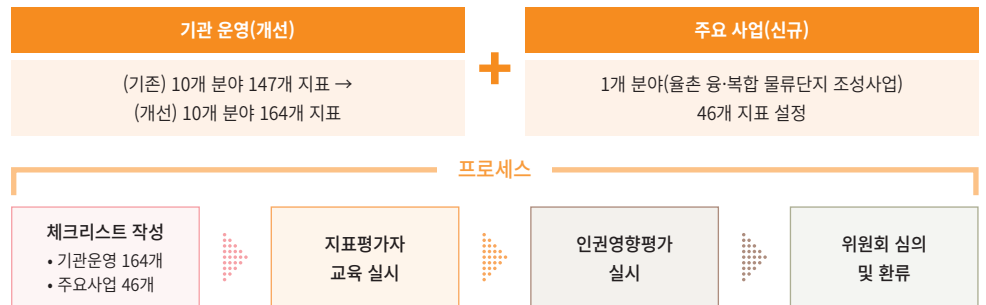 기관 운영(개선)
(기존) 10개 분야 147개 지표 →
(개선) 10개 분야 164개 지표
+
주요 사업(신규)
1개 분야(율촌 융·복합 물류단지 조성사업)
46개 지표 설정
프로세스
체크리스트 작성
• 기관운영 164개
• 주요사업 46개
지표평가자
교육 실시
인권영향평가
실시
위원회 심의
및 환류